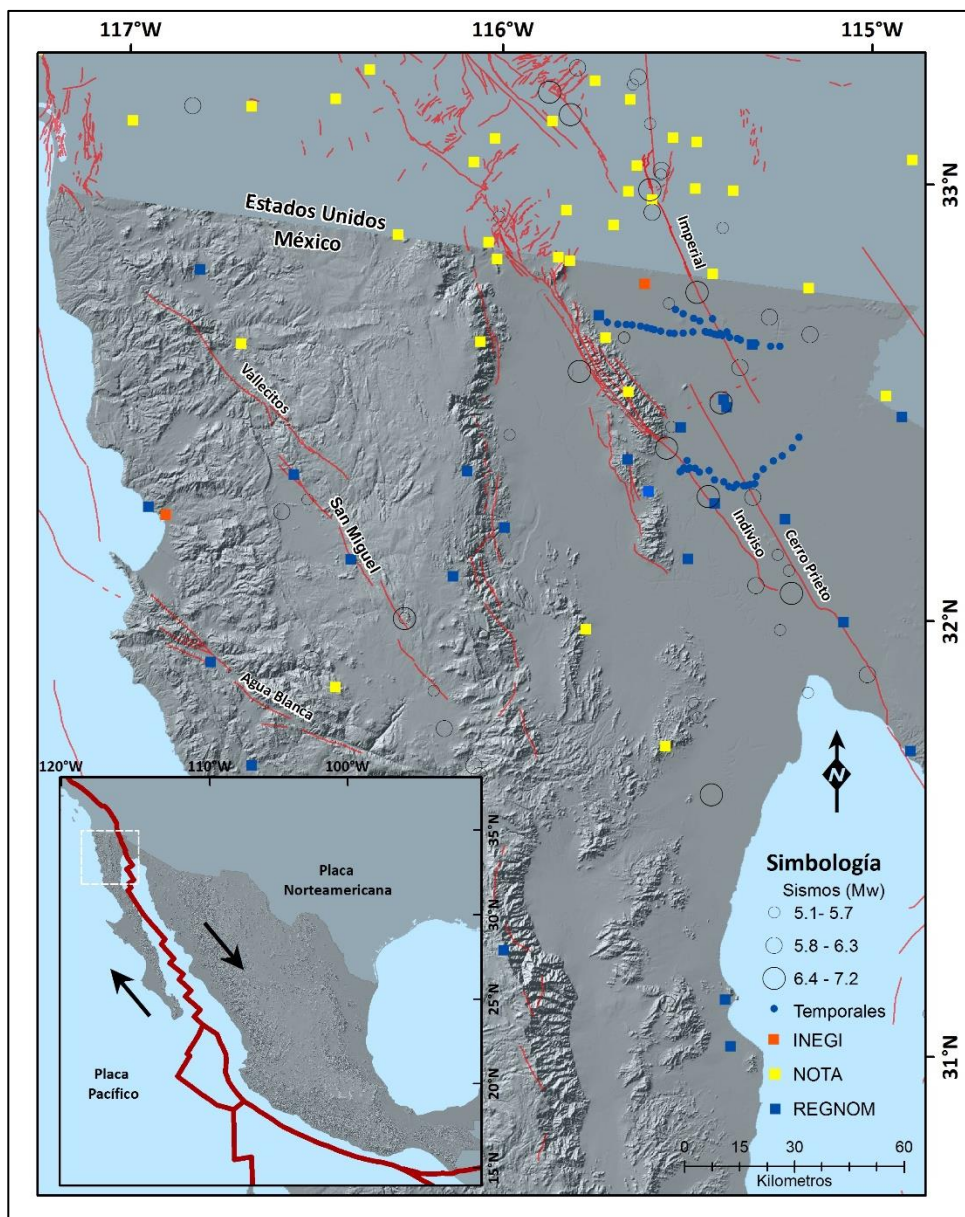 117°W
116°W
115°W
Estados Unidos
México
33°N
Imperial
Vallecitos
San Miguel
Indiviso
Cerro Prieto
32°N
Agua Blanca
N
31°N
120°W
110°W
100°W
35°N
30°N
25°N
20°N
15°N
Placa
Norteamericana
Placa
Pacífico
Simbología
Sismos (Mw)
5.1- 5.7
5.8 - 6.3
6.4 - 7.2
Temporales
INEGI
NOTA
REGNOM
0 15 30 60
Kilometros